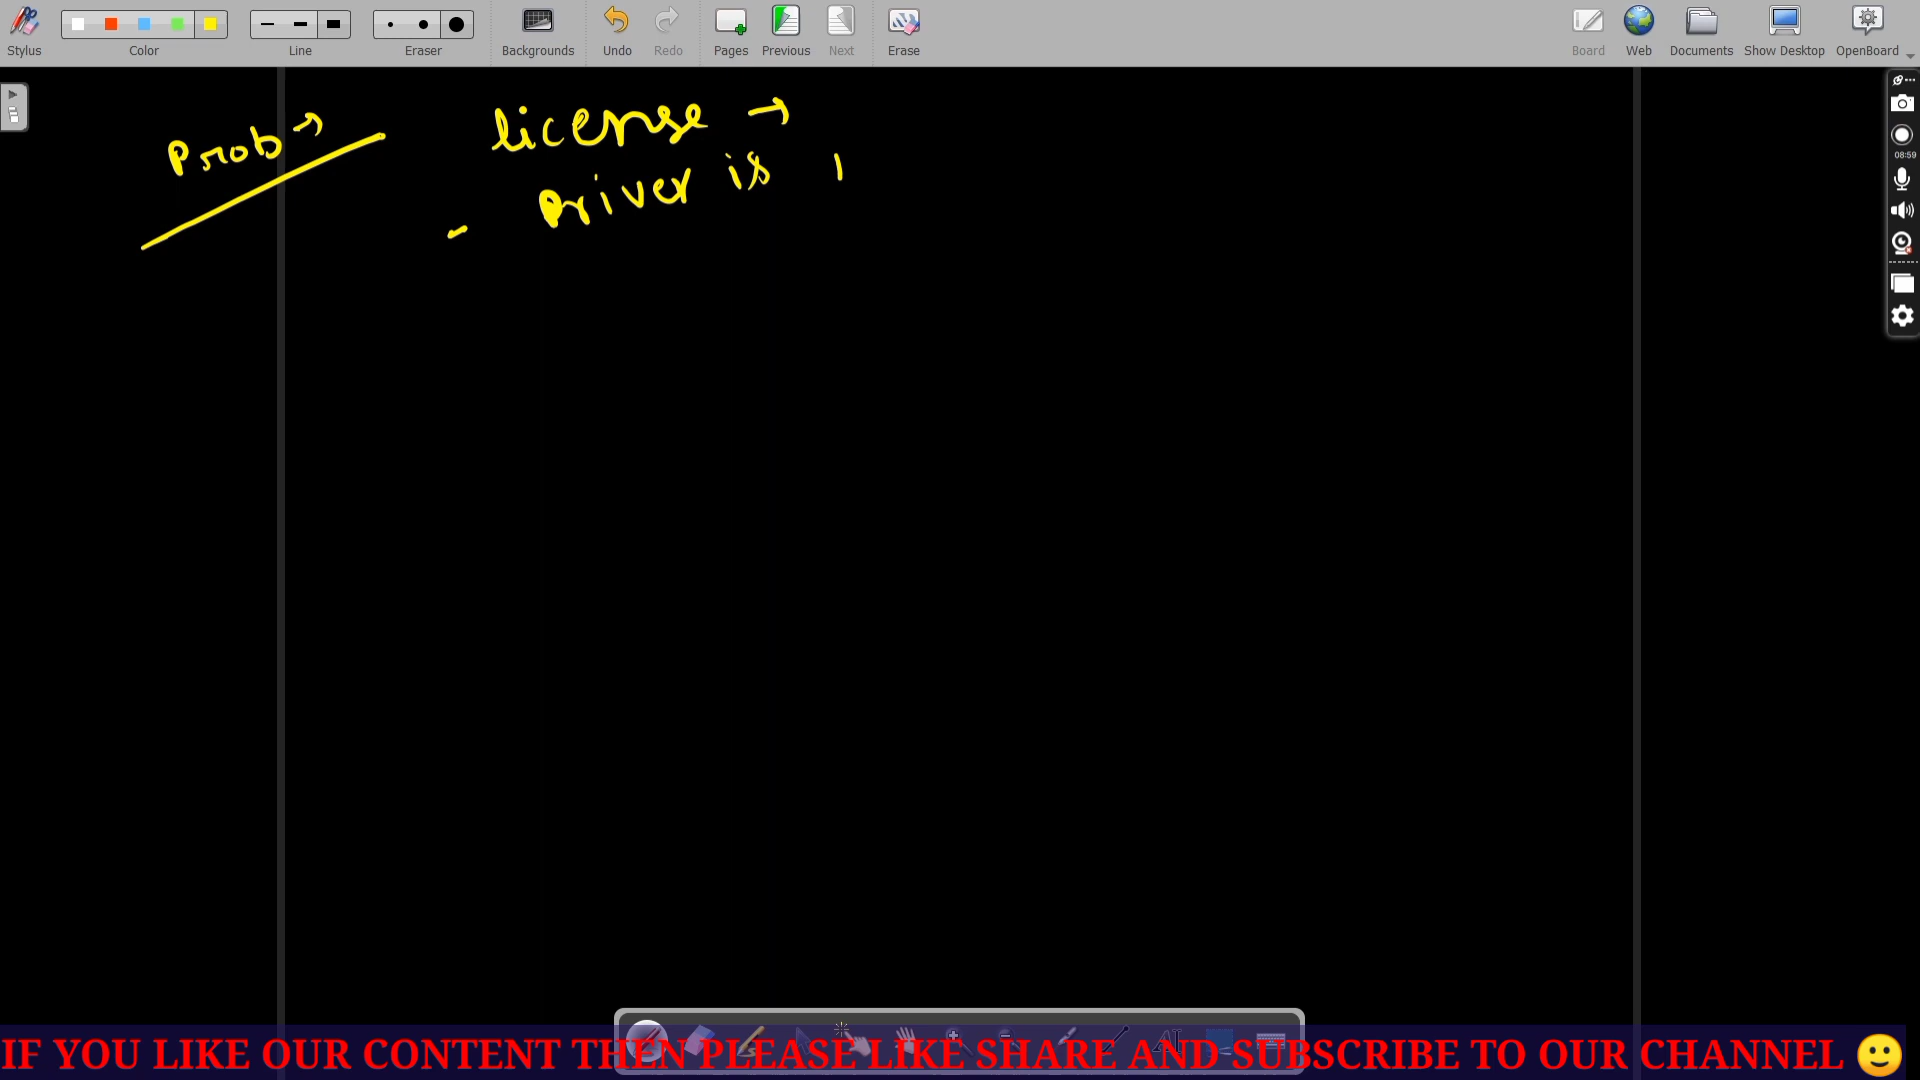 Stylus Color Line Eraser Backgrounds Undo Redo Pages Previous Next Erase Board Web Documents Show Desktop OpenBoard
08:59
Prob → license →
- Driver is
IF YOU LIKE OUR CONTENT THEN PLEASE LIKE SHARE AND SUBSCRIBE TO OUR CHANNEL 🙂